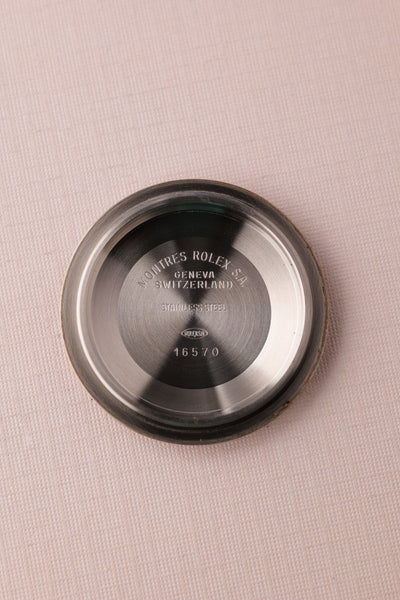 MONTRES ROLEX S.A.
GENEVA
SWITZERLAND
STAINLESS STEEL
16570